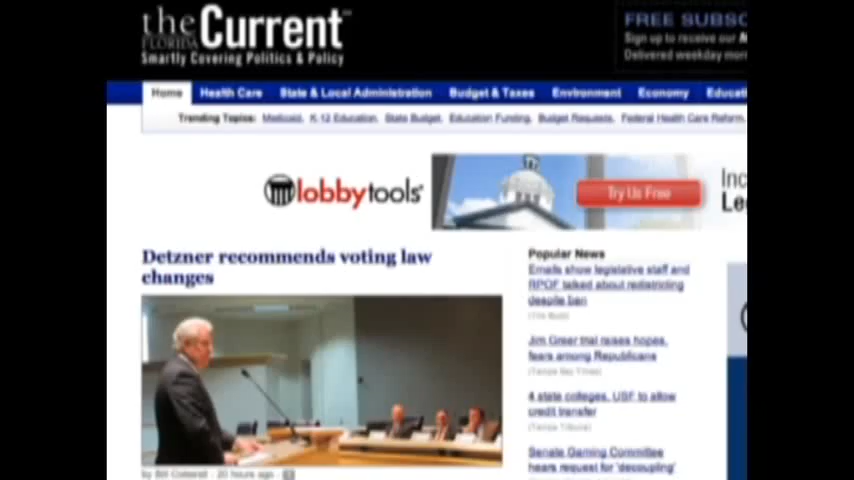 the FLORIDA Current
Smartly Covering Politics & Policy
FREE SUBSC
Sign up to receive our A
Delivered weekday mor
Home Health Care State & Local Administration Budget & Taxes Environment Economy Educati
Trending Topics: Medicaid, K-12 Education, State Budget, Education Funding, Budget Requests, Federal Health Care Reform,
lobbytools
Try Us Free
Inc
Le
Detzner recommends voting law
changes
Popular News
Emails show legislative staff and
RPOF talked about redistricting
despite ban
Jim Greer trial raises hopes,
fears among Republicans
(Tampa Bay Times)
4 state colleges, USF to allow
credit transfer
(Tampa Tribune)
Senate Gaming Committee
hears request for 'decoupling'
by Bill Cotterell | 20 hours ago